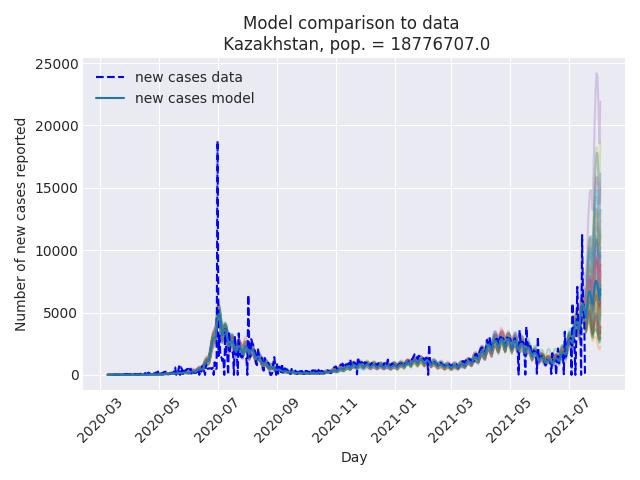 Model comparison to data
Kazakhstan, pop. = 18776707.0
new cases data
new cases model
Number of new cases reported
25000
20000
15000
10000
5000
0
2020-03
2020-05
2020-07
2020-09
2020-11
2021-01
2021-03
2021-05
2021-07
Day